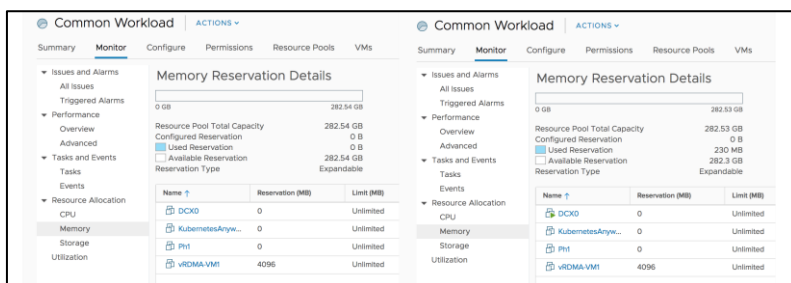 Common Workload ACTIONS
Summary Monitor Configure Permissions Resource Pools VMs
Issues and Alarms
All Issues
Triggered Alarms
Performance
Overview
Advanced
Tasks and Events
Tasks
Events
Resource Allocation
CPU
Memory
Storage
Utilization
Memory Reservation Details
0 GB 282.54 GB
Resource Pool Total Capacity 282.54 GB
Configured Reservation 0 B
Used Reservation 0 B
Available Reservation 282.54 GB
Reservation Type Expandable
Name ↑ Reservation (MB) Limit (MB)
DCX0 0 Unlimited
KubernetesAnyw... 0 Unlimited
Ph1 0 Unlimited
vRDMA-VM1 4096 Unlimited
Common Workload ACTIONS
Summary Monitor Configure Permissions Resource Pools VMs
Issues and Alarms
All Issues
Triggered Alarms
Performance
Overview
Advanced
Tasks and Events
Tasks
Events
Resource Allocation
CPU
Memory
Storage
Utilization
Memory Reservation Details
0 GB 282.53 GB
Resource Pool Total Capacity 282.53 GB
Configured Reservation 0 B
Used Reservation 230 MB
Available Reservation 282.3 GB
Reservation Type Expandable
Name ↑ Reservation (MB) Limit (MB)
DCX0 0 Unlimited
KubernetesAnyw... 0 Unlimited
Ph1 0 Unlimited
vRDMA-VM1 4096 Unlimited